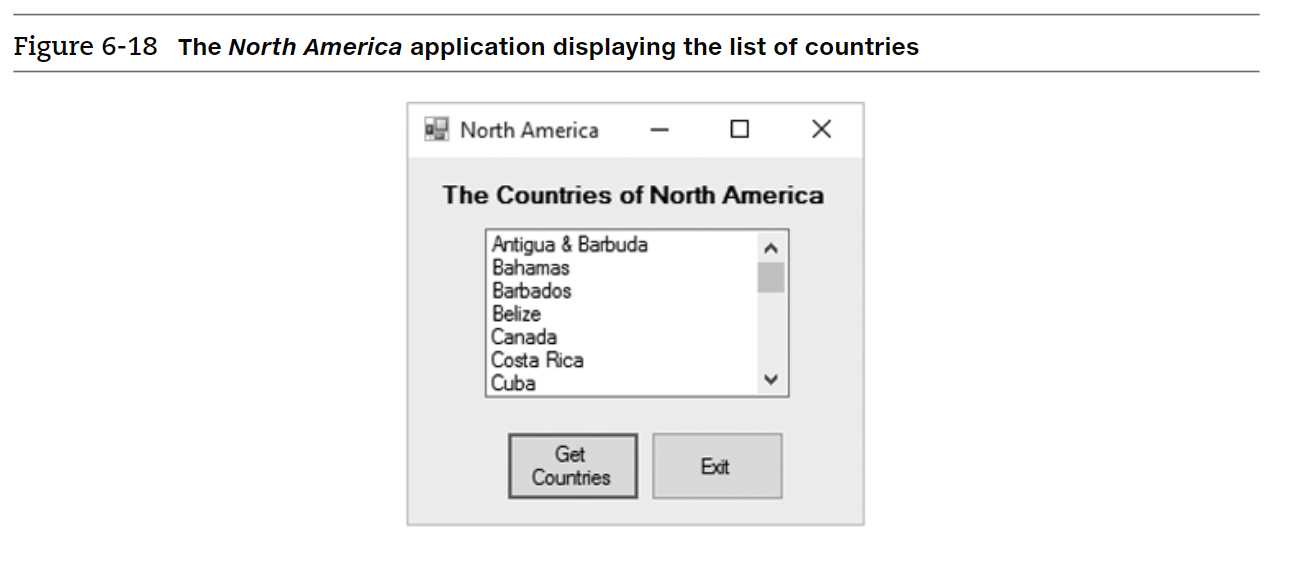 Figure 6-18 The North America application displaying the list of countries
North America
The Countries of North America
Antigua & Barbuda
Bahamas
Barbados
Belize
Canada
Costa Rica
Cuba
Get
Countries
Exit